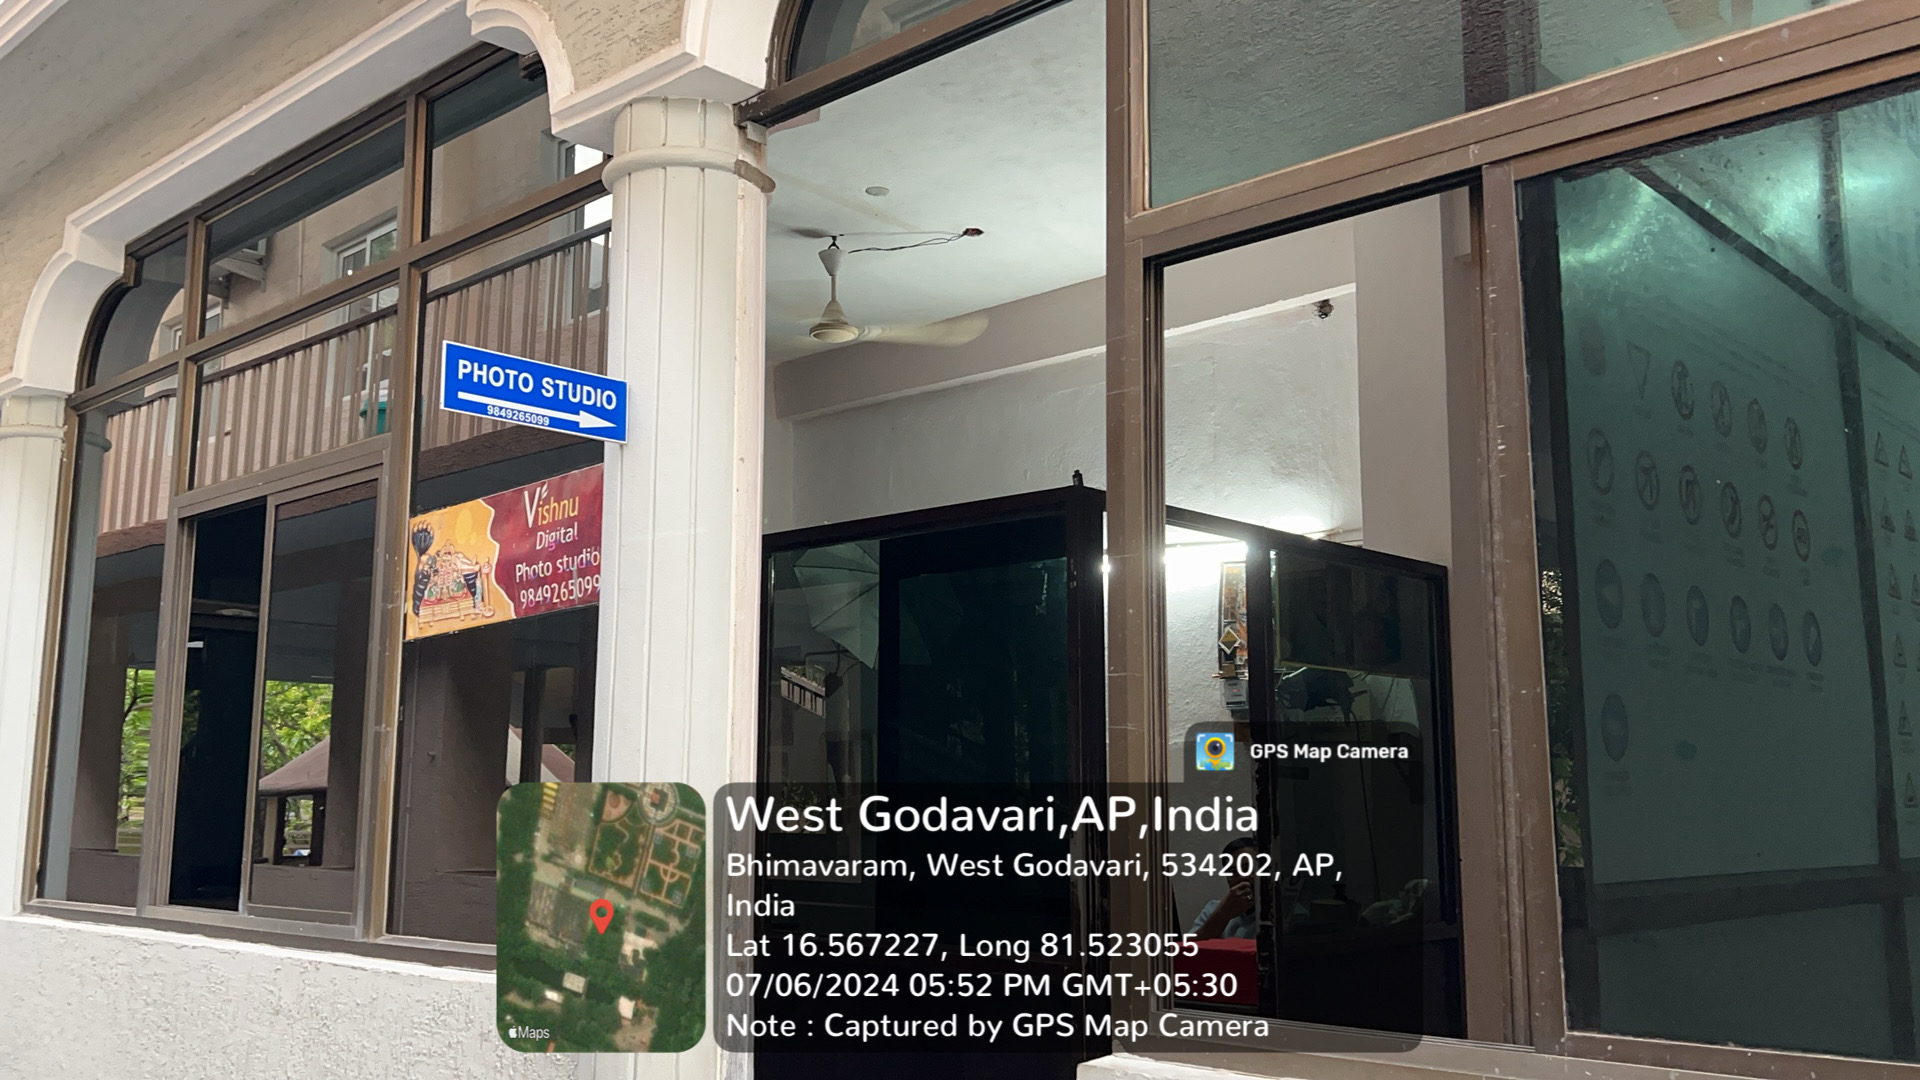 PHOTO STUDIO
9849265099
Vishnu
Digital
Photo studio
9849265099
GPS Map Camera
West Godavari,AP,India
Bhimavaram, West Godavari, 534202, AP,
India
Lat 16.567227, Long 81.523055
07/06/2024 05:52 PM GMT+05:30
Note : Captured by GPS Map Camera
Maps